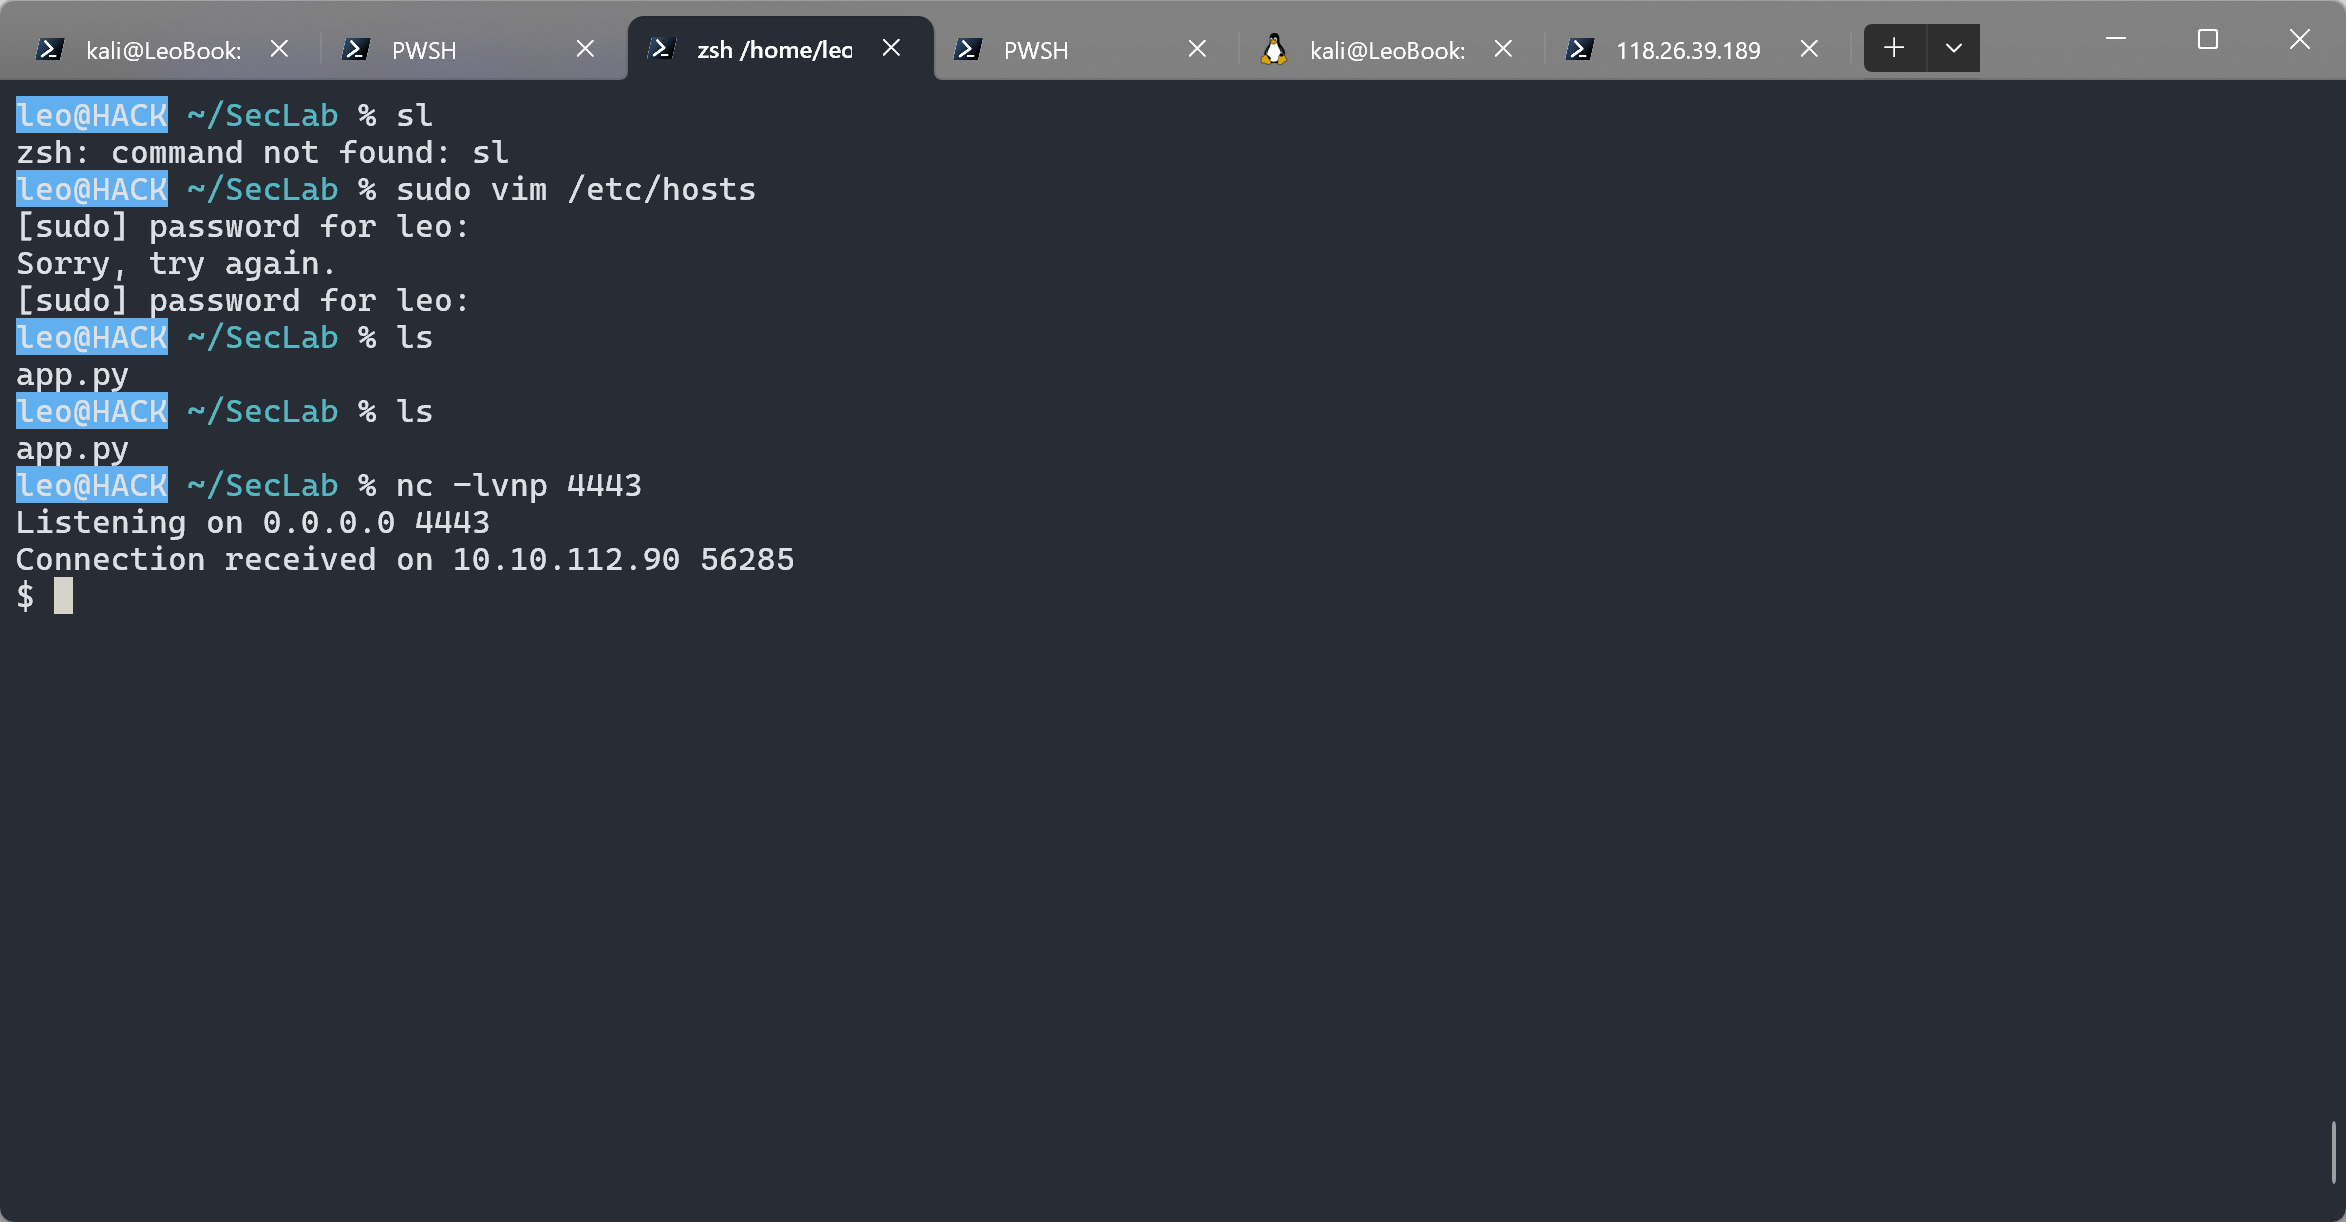 kali@LeoBook: PWSH zsh /home/leo PWSH kali@LeoBook: 118.26.39.189
leo@HACK ~/SecLab % sl
zsh: command not found: sl
leo@HACK ~/SecLab % sudo vim /etc/hosts
[sudo] password for leo:
Sorry, try again.
[sudo] password for leo:
leo@HACK ~/SecLab % ls
app.py
leo@HACK ~/SecLab % ls
app.py
leo@HACK ~/SecLab % nc -lvnp 4443
Listening on 0.0.0.0 4443
Connection received on 10.10.112.90 56285
$